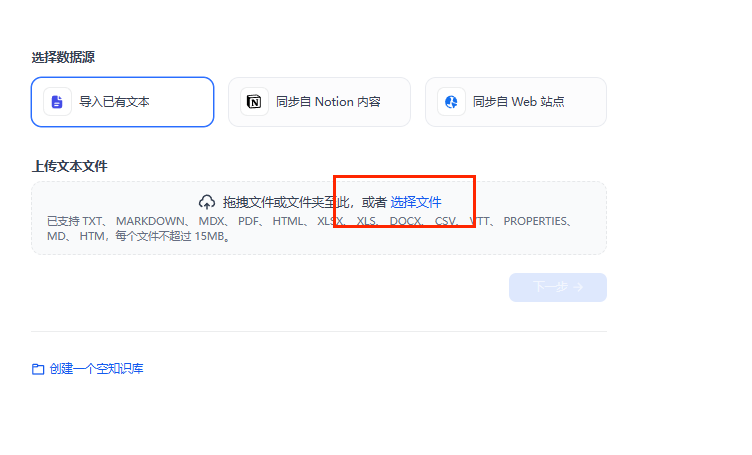 选择数据源
导入已有文本
同步自 Notion 内容
同步自 Web 站点
上传文本文件
拖拽文件或文件夹至此，或者 选择文件
已支持 TXT、 MARKDOWN、 MDX、 PDF、 HTML、 XLSX、 XLS、 DOCX、 CSV、 VTT、 PROPERTIES、
MD、 HTM，每个文件不超过 15MB。
下一步 →
创建一个空知识库